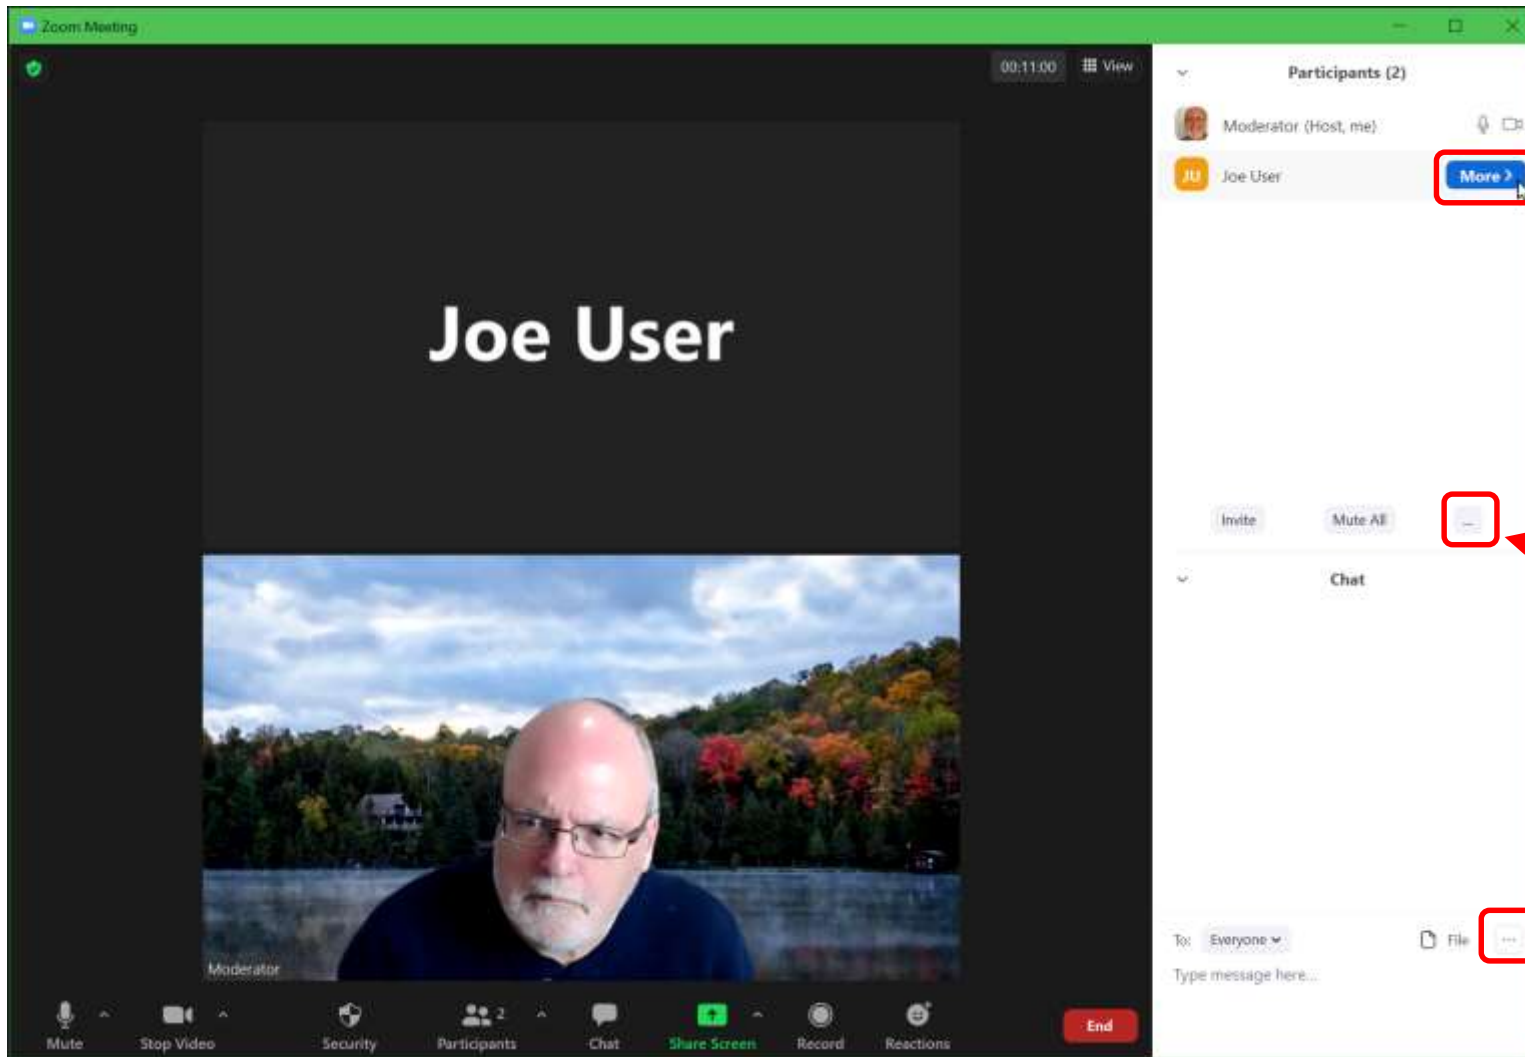 Zoom Meeting
00:11:00 View
Participants (2)
Moderator (Host, me)
JU Joe User
More >
Joe User
Invite Mute All ...
Chat
Moderator
To: Everyone File ...
Type message here...
2
Mute Stop Video Security Participants Chat Share Screen Record Reactions End